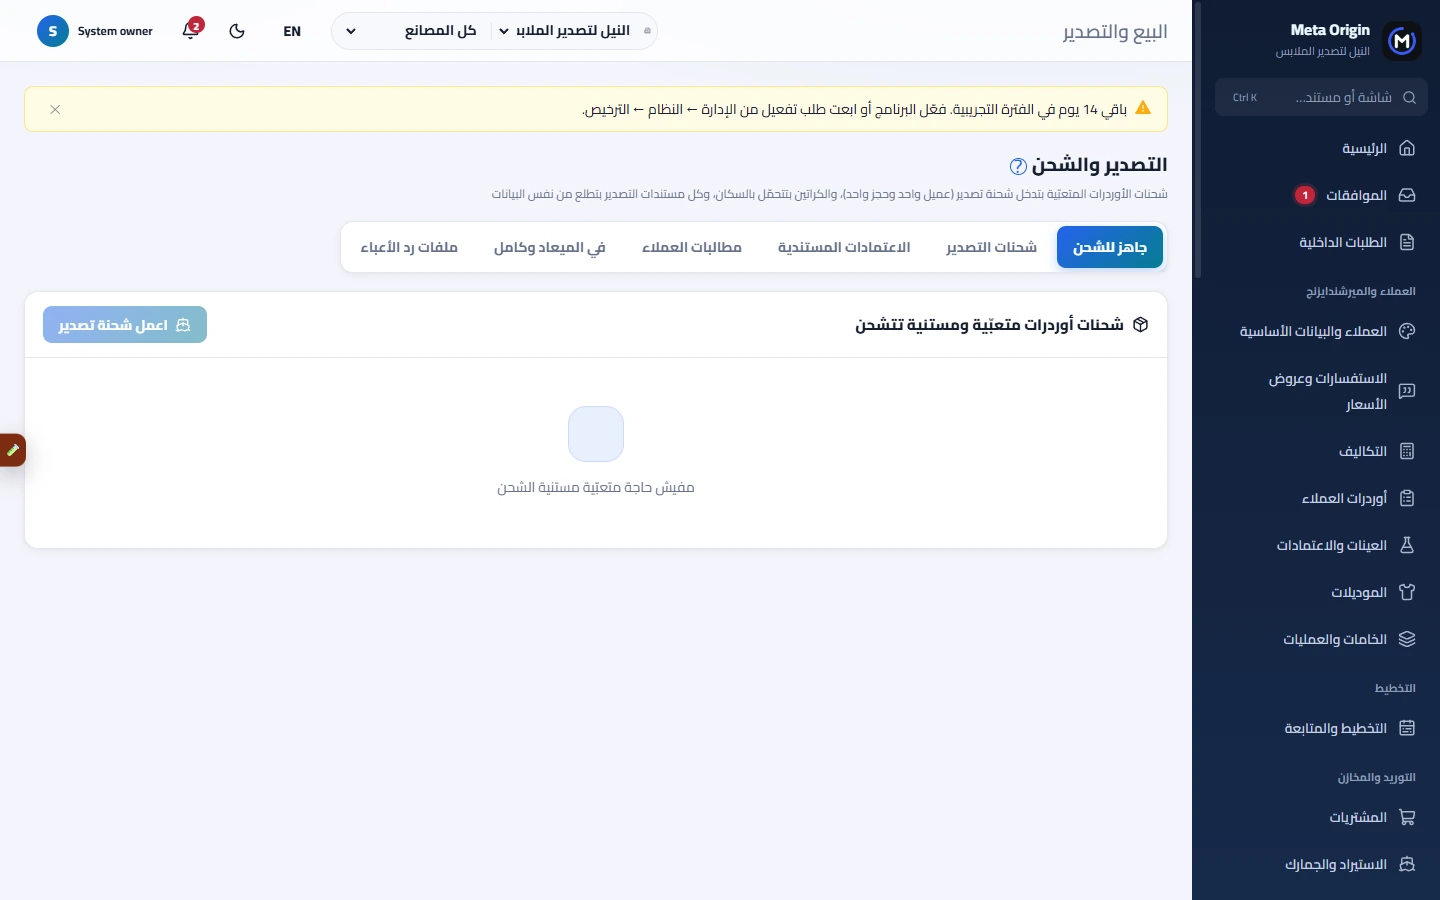 Meta Origin
النيل لتصدير الملابس
شاشة أو مستند...
Ctrl K
الرئيسية
الموافقات
1
الطلبات الداخلية
العملاء والميرشندايزنج
العملاء والبيانات الأساسية
الاستفسارات وعروض
الأسعار
التكاليف
أوردرات العملاء
العينات والاعتمادات
الموديلات
الخامات والعمليات
التخطيط
التخطيط والمتابعة
التوريد والمخازن
المشتريات
الاستيراد والجمارك
البيع والتصدير
النيل لتصدير الملابس
كل المصانع
EN
2
System owner
S
باقي 14 يوم في الفترة التجريبية. فعّل البرنامج أو ابعت طلب تفعيل من الإدارة ← النظام ← الترخيص.
التصدير والشحن
شحنات الأوردرات المتعبّية بتدخل شحنة تصدير (عميل واحد وحجز واحد)، والكراتين بتتحمّل بالسكان، وكل مستندات التصدير بتطلع من نفس البيانات
جاهز للشحن
شحنات التصدير
الاعتمادات المستندية
مطالبات العملاء
في الميعاد وكامل
ملفات رد الأعباء
شحنات أوردرات متعبّية ومستنية تتشحن
اعمل شحنة تصدير
مفيش حاجة متعبّية مستنية الشحن